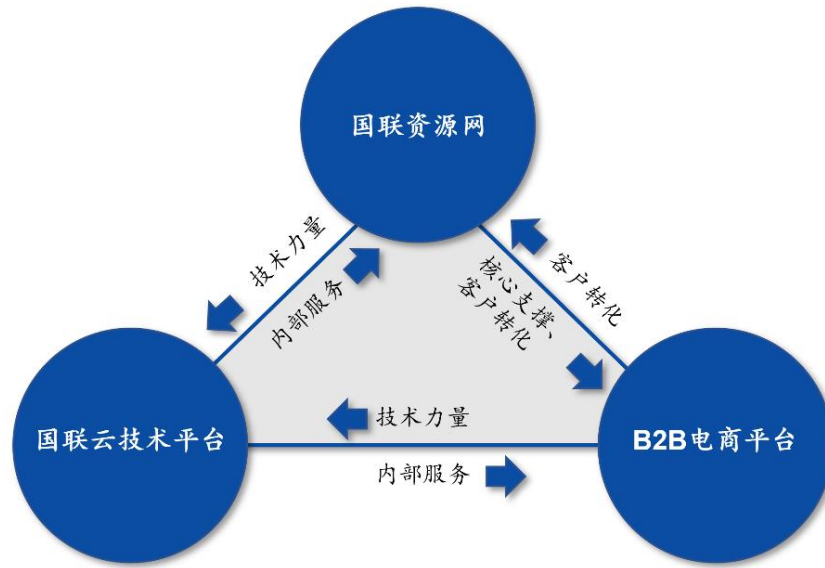 国联资源网
技术力量
内部服务
客户转化
核心支撑、
客户转化
国联云技术平台
技术力量
内部服务
B2B电商平台